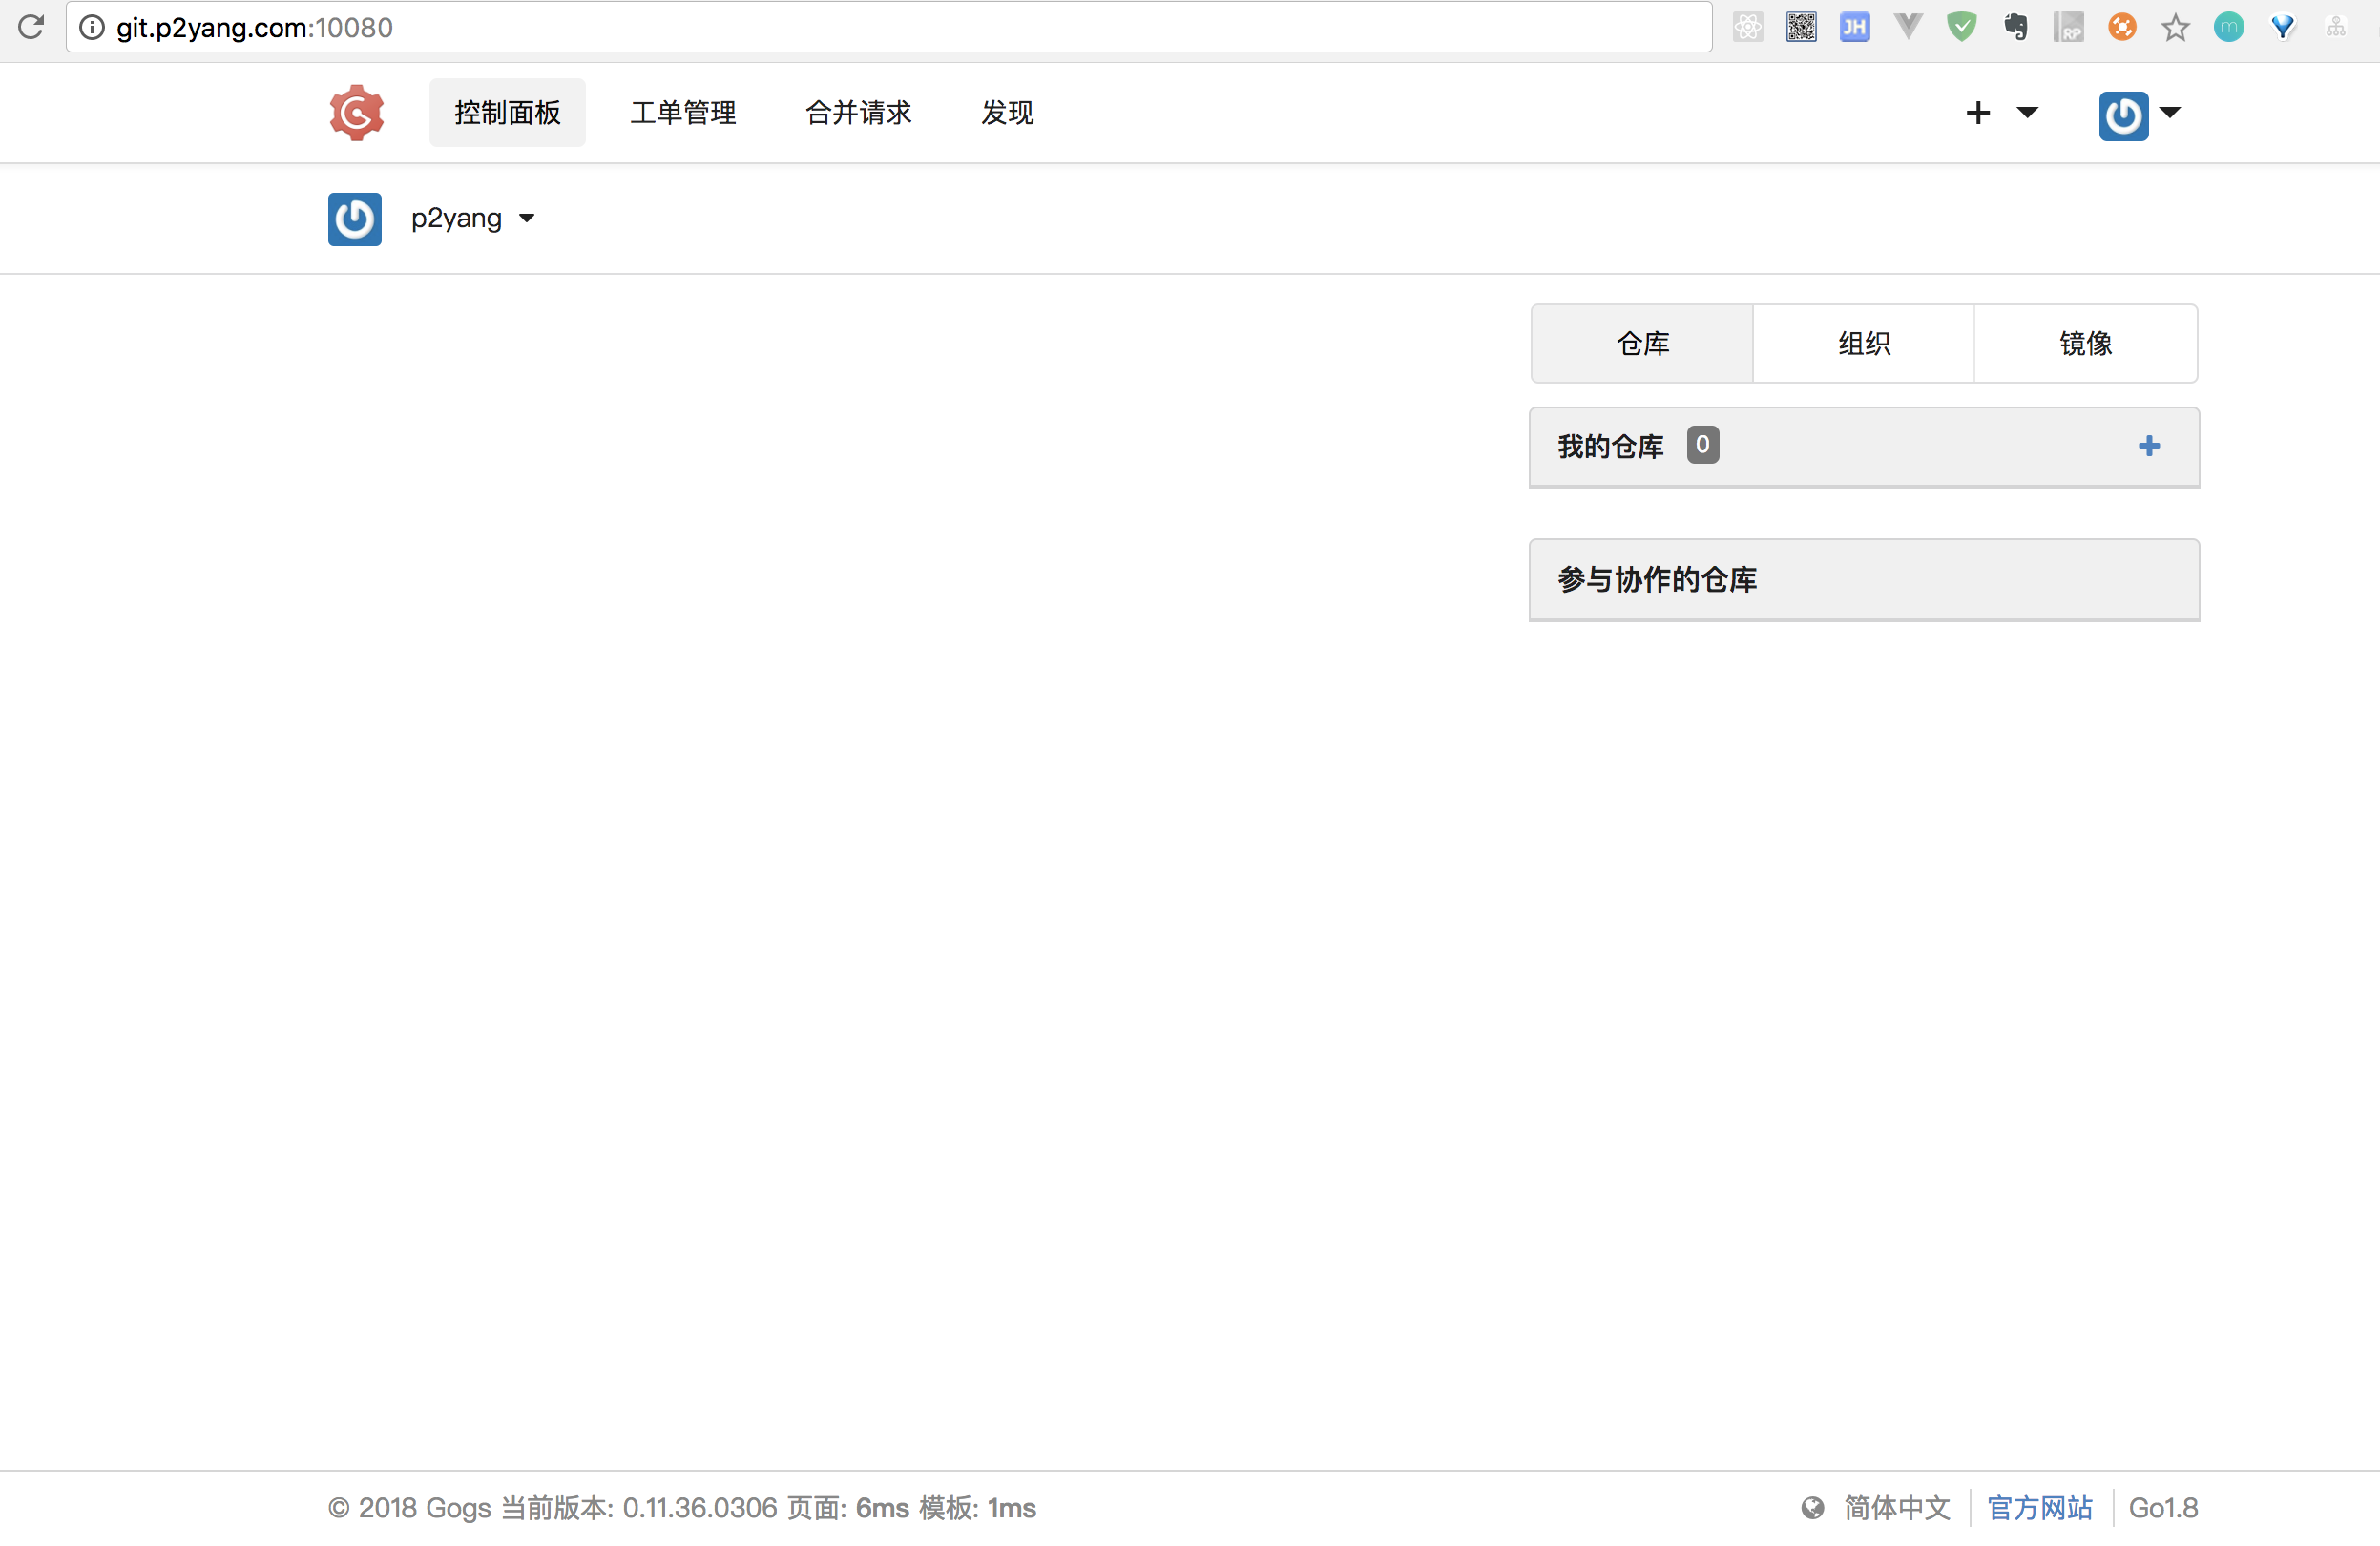 git.p2yang.com:10080
JH
RP
m
控制面板 工单管理 合并请求 发现
p2yang
仓库 组织 镜像
我的仓库 0
参与协作的仓库
© 2018 Gogs 当前版本: 0.11.36.0306 页面: 6ms 模板: 1ms
简体中文 官方网站 Go1.8